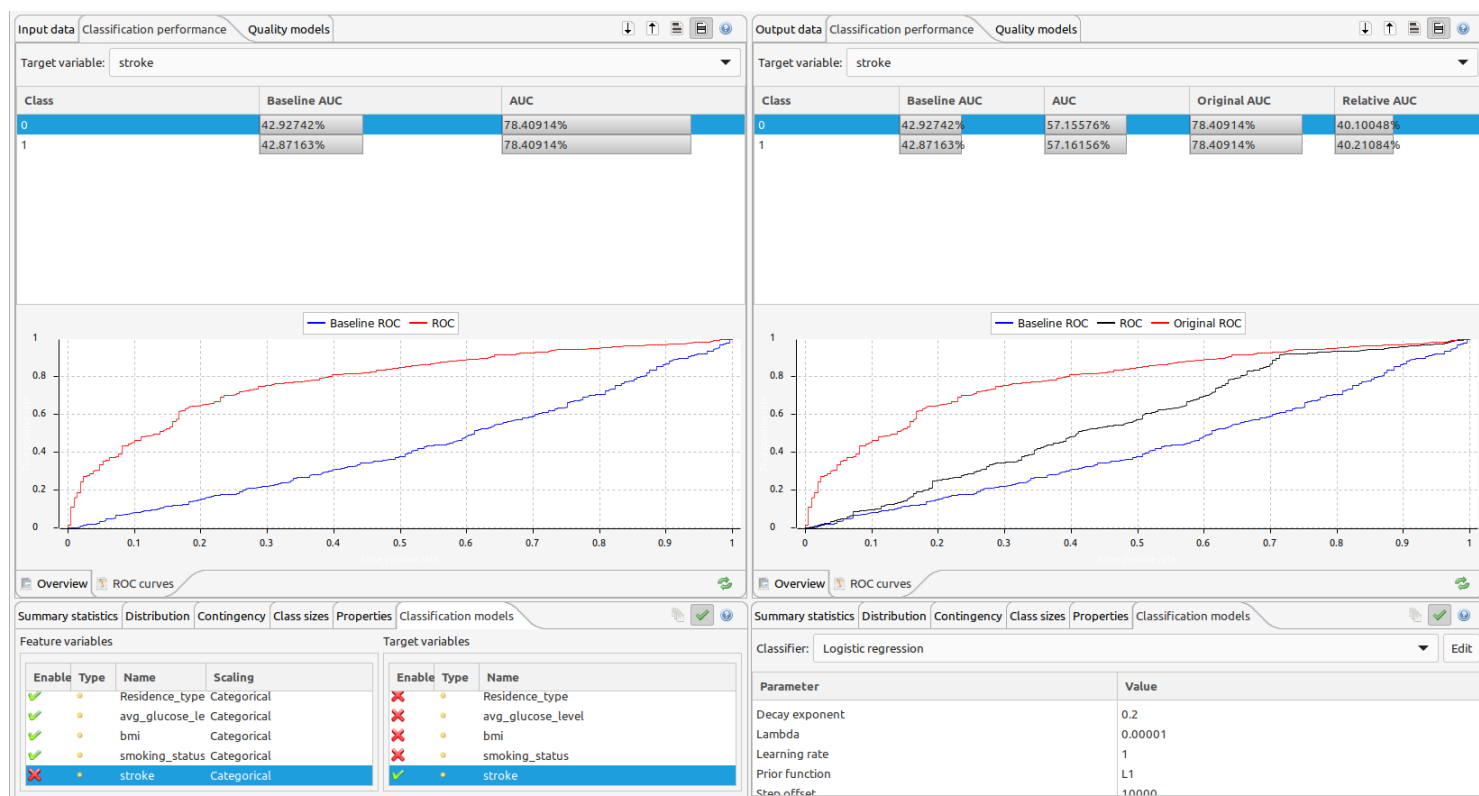 Input data Classification performance Quality models
Target variable: stroke
Class Baseline AUC AUC
0 42.92742% 78.40914%
1 42.87163% 78.40914%
Baseline ROC ROC
1
0.8
0.6
0.4
0.2
0
0 0.1 0.2 0.3 0.4 0.5 0.6 0.7 0.8 0.9 1
Overview ROC curves
Output data Classification performance Quality models
Target variable: stroke
Class Baseline AUC AUC Original AUC Relative AUC
0 42.92742% 57.15576% 78.40914% 40.10048%
1 42.87163% 57.16156% 78.40914% 40.21084%
Baseline ROC ROC Original ROC
1
0.8
0.6
0.4
0.2
0
0 0.1 0.2 0.3 0.4 0.5 0.6 0.7 0.8 0.9 1
Overview ROC curves
Summary statistics Distribution Contingency Class sizes Properties Classification models
Feature variables
Enable Type Name Scaling
Residence_type Categorical
avg_glucose_le Categorical
bmi Categorical
smoking_status Categorical
stroke Categorical
Target variables
Enable Type Name
Residence_type
avg_glucose_level
bmi
smoking_status
stroke
Summary statistics Distribution Contingency Class sizes Properties Classification models
Classifier: Logistic regression Edit
Parameter Value
Decay exponent 0.2
Lambda 0.00001
Learning rate 1
Prior function L1
Step offset 10000